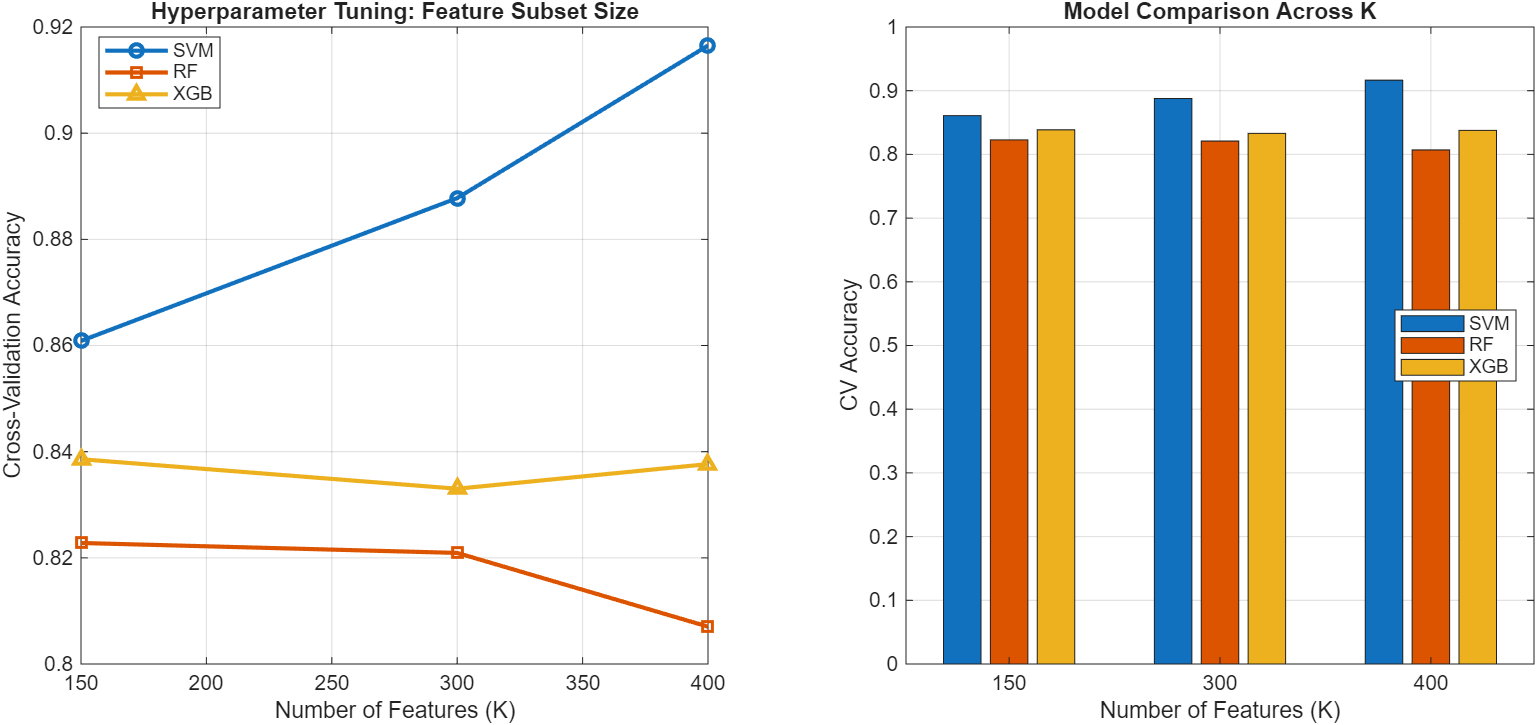 Hyperparameter Tuning: Feature Subset Size
0.92
0.9
0.88
0.86
0.84
0.82
0.8
Cross-Validation Accuracy
SVM
RF
XGB
150
200
250
300
350
400
Number of Features (K)
Model Comparison Across K
1
0.9
0.8
0.7
0.6
0.5
0.4
0.3
0.2
0.1
0
CV Accuracy
SVM
RF
XGB
150
300
400
Number of Features (K)